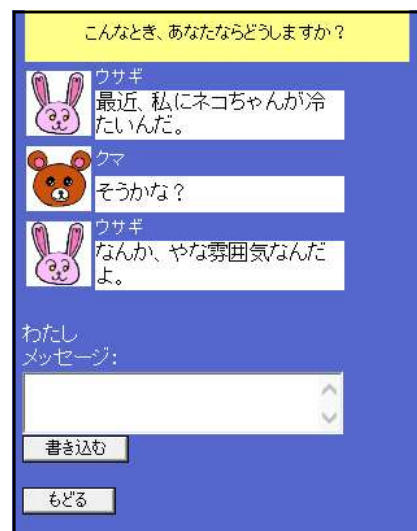 こんなとき、あなたならどうしますか？
ウサギ
最近、私にネコちゃんが冷
たいんだ。
クマ
そうかな？
ウサギ
なんか、やな雰囲気なんだ
よ。
わたし
メッセージ：
書き込む
もどる